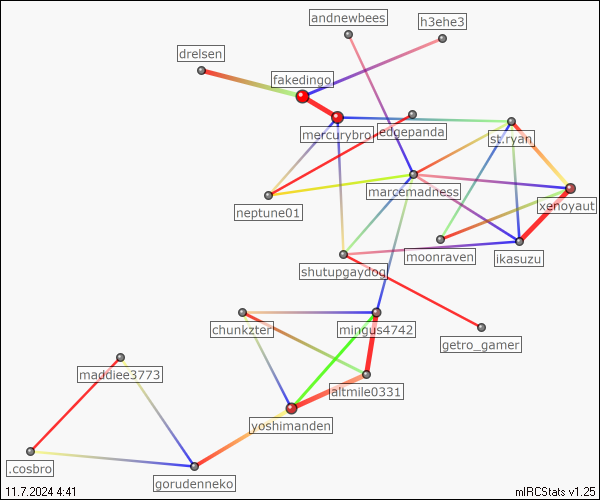 andnewbees
h3ehe3
drelsen
fakedingo
mercurybro
edgepanda
st.ryan
marcemadness
xenoyaut
neptune01
moonraven
ikasuzu
shutupgaydog
chunkzter
mingus4742
getro_gamer
maddiee3773
altmile0331
yoshimanden
.cosbro
gorudenneko
11.7.2024 4:41
mIRCStats v1.25